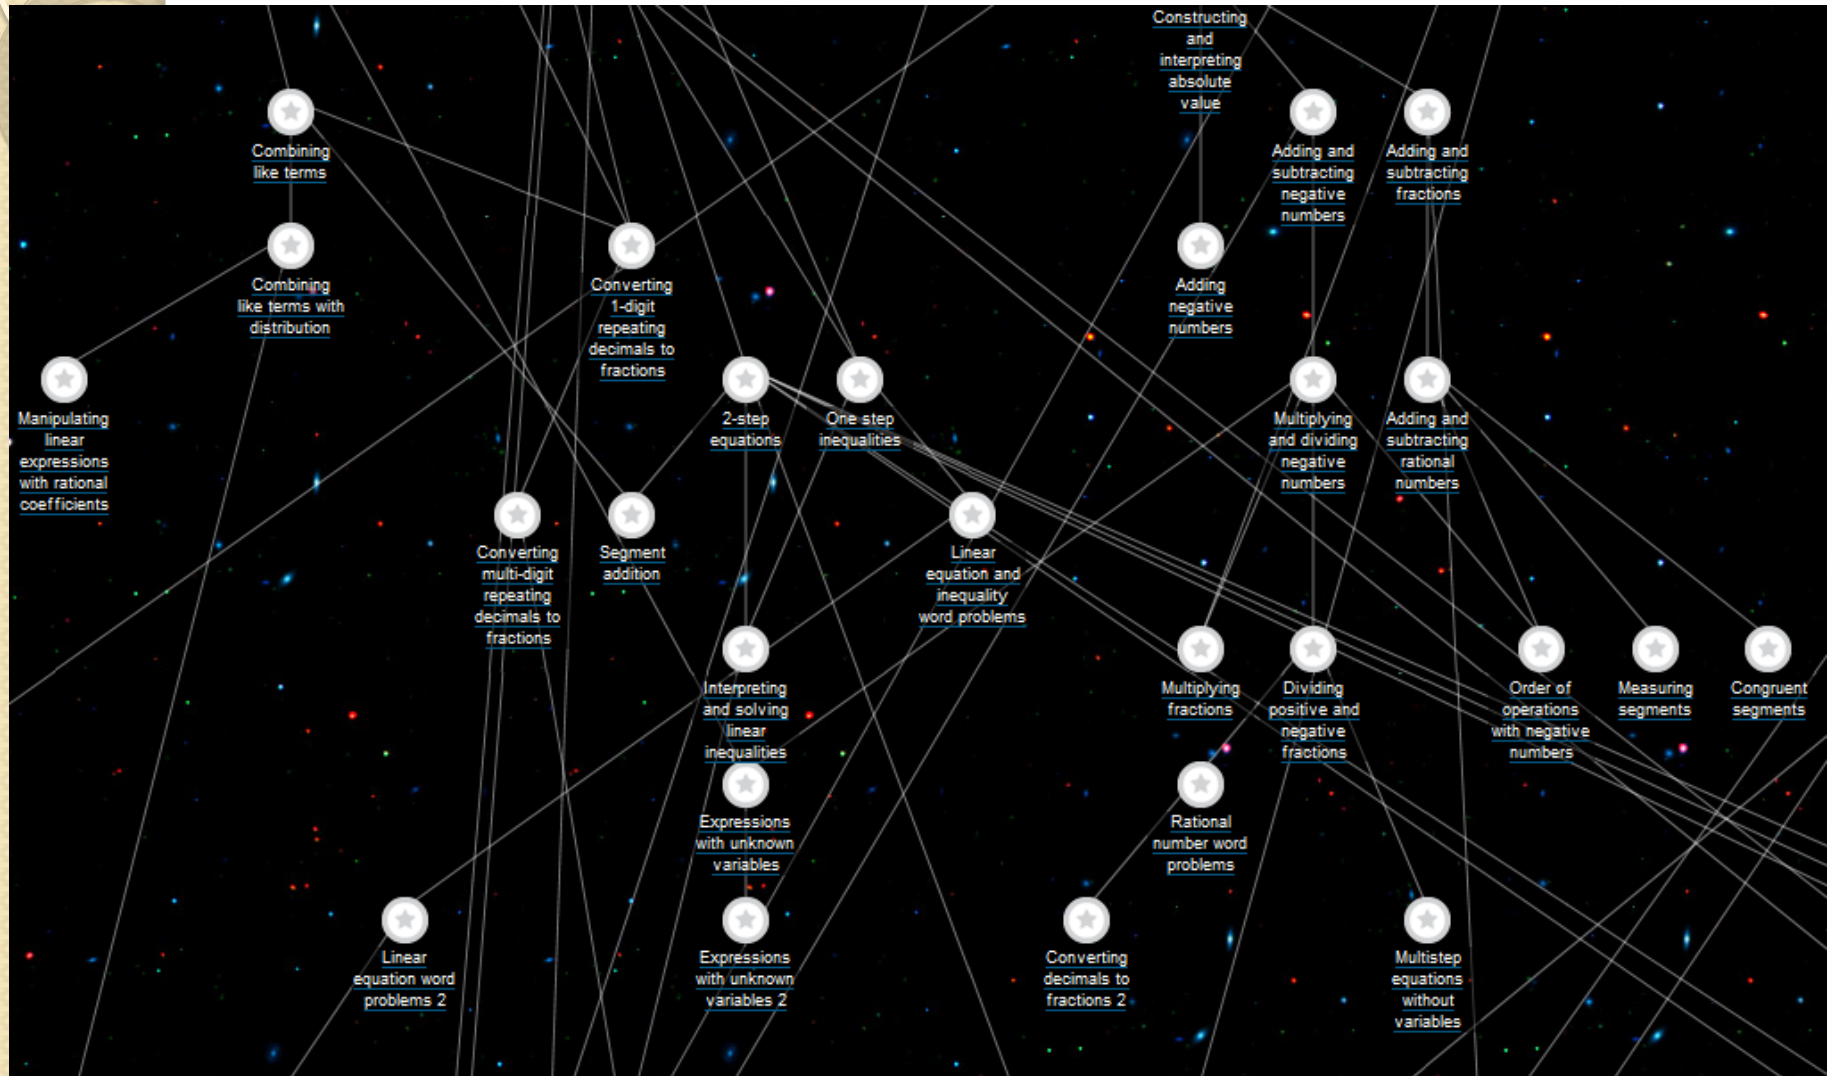 Constructing
and
interpreting
absolute
value
Combining
like terms
Adding and
subtracting
negative
numbers
Adding and
subtracting
fractions
Combining
like terms with
distribution
Converting
1-digit
repeating
decimals to
fractions
Adding
negative
numbers
Manipulating
linear
expressions
with rational
coefficients
2-step
equations
One step
inequalities
Multiplying
and dividing
negative
numbers
Adding and
subtracting
rational
numbers
Converting
multi-digit
repeating
decimals to
fractions
Segment
addition
Linear
equation and
inequality
word problems
Interpreting
and solving
linear
inequalities
Multiplying
fractions
Dividing
positive and
negative
fractions
Order of
operations
with negative
numbers
Measuring
segments
Congruent
segments
Expressions
with unknown
variables
Rational
number word
problems
Linear
equation word
problems 2
Expressions
with unknown
variables 2
Converting
decimals to
fractions 2
Multistep
equations
without
variables